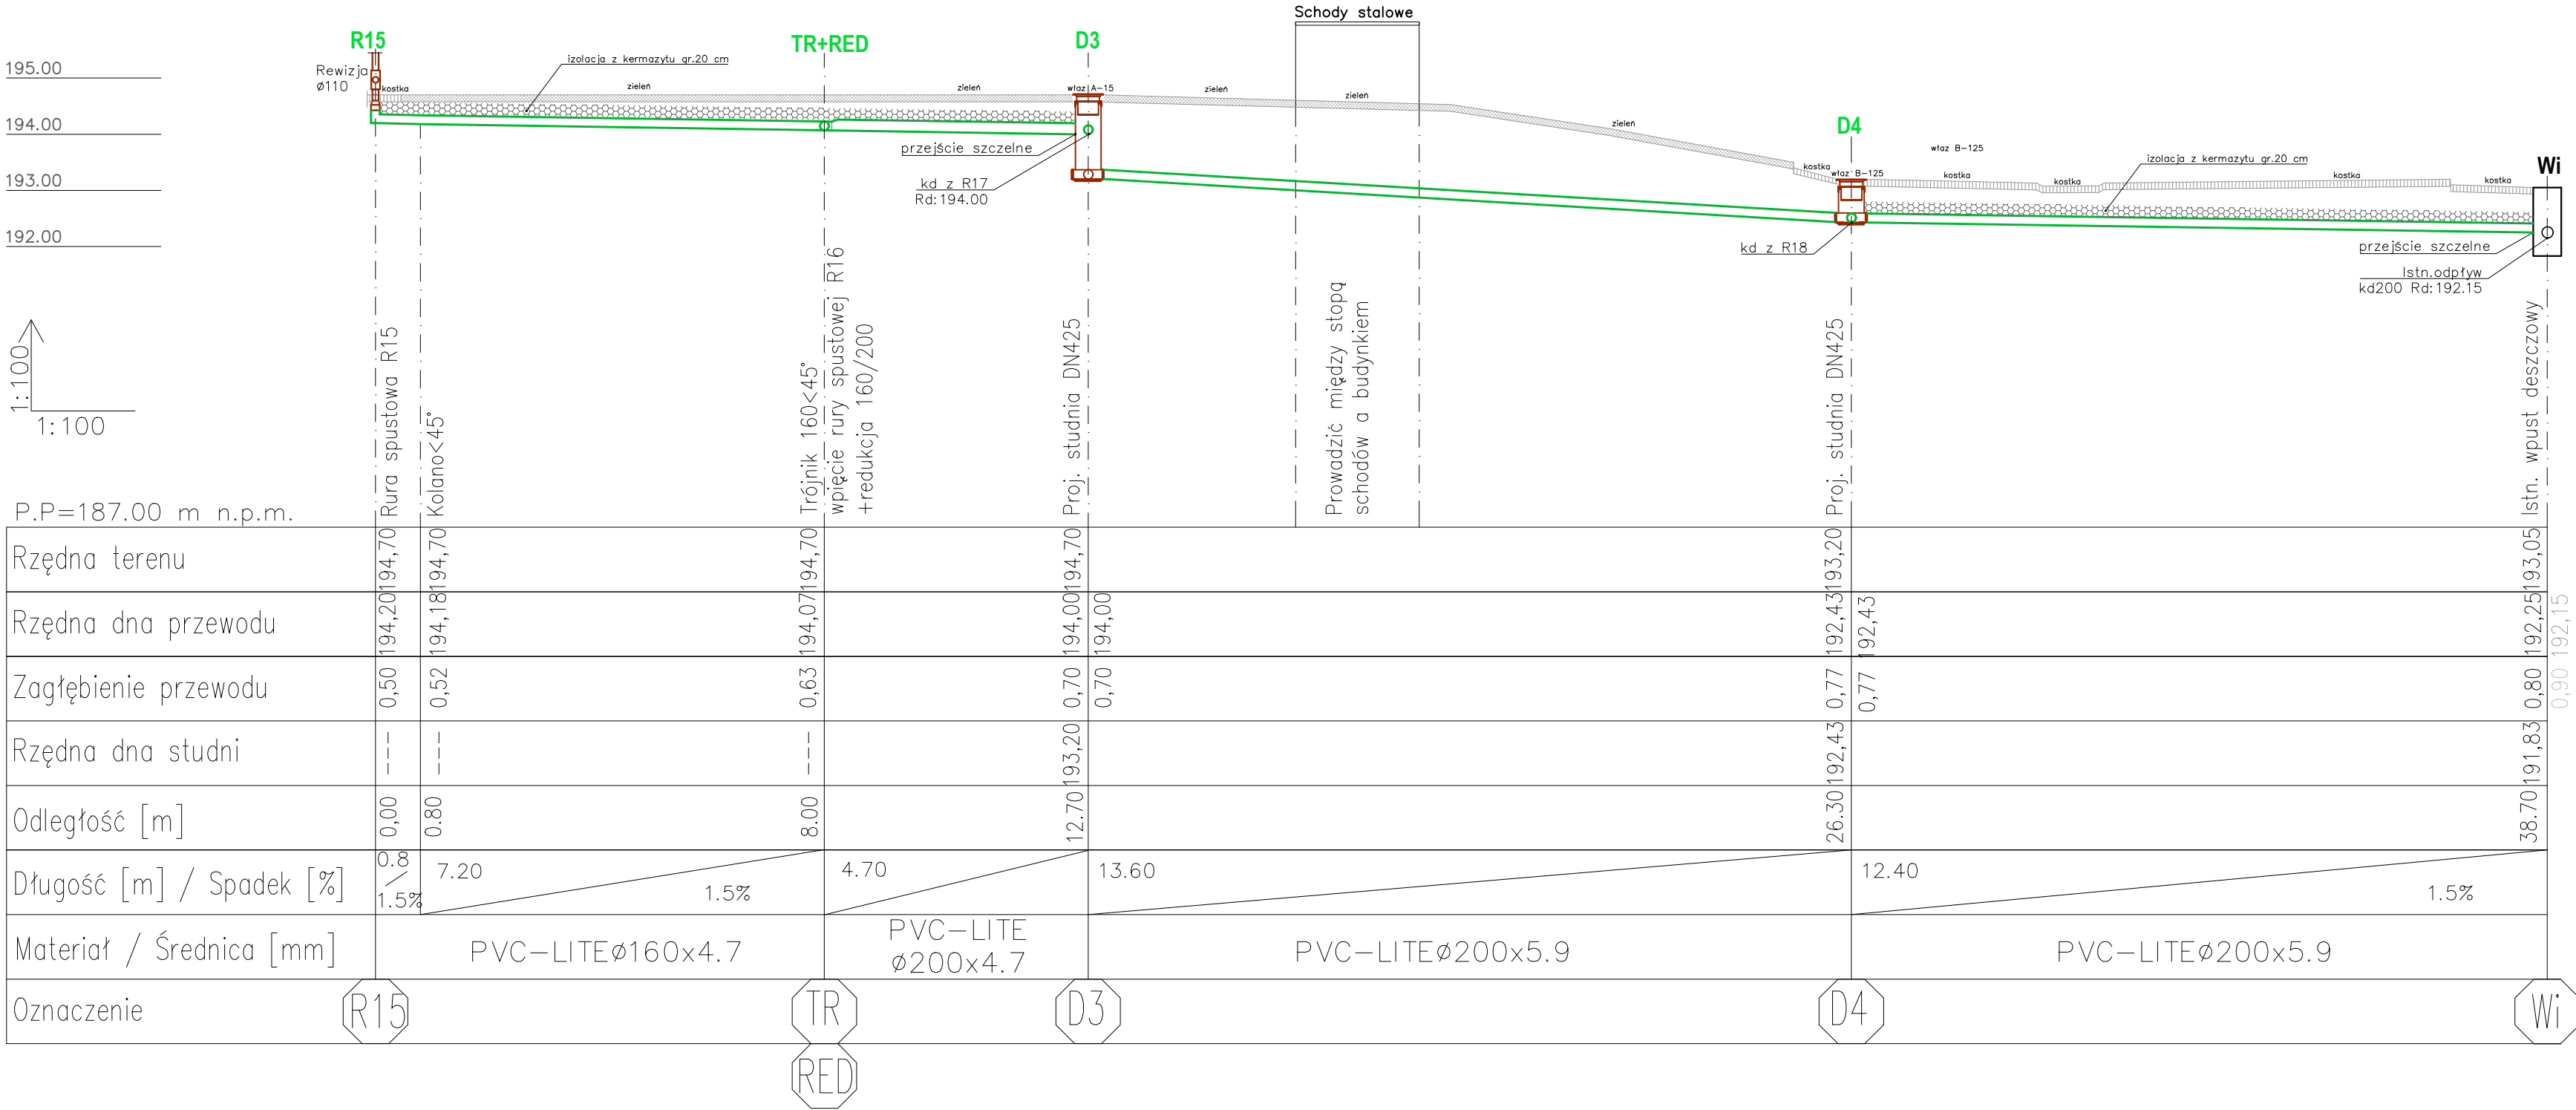 Schody stalowe
R15
TR+RED
D3
195.00
Rewizja
ø110
kostka
izolacja z kermazytu gr.20 cm
zieleń
zieleń
właz A-15
zieleń
zieleń
zieleń
194.00
przejście szczelne
D4
właz B-125
kostka
właz B-125
izolacja z kermazytu gr.20 cm
Wi
193.00
kd z R17
Rd:194.00
kostka
kostka
kostka
kostka
192.00
kd z R18
przejście szczelne
Istn.odpływ
kd200 Rd:192.15
1:100
1:100
Rura spustowa R15
Kolano<45°
Trójnik 160<45°
wpięcie rury spustowej R16
+redukcja 160/200
Proj. studnia DN425
Prowadzić między stopą
schodów a budynkiem
Proj. studnia DN425
Istn. wpust deszczowy
P.P=187.00 m n.p.m.
Rzędna terenu
194,70
194,70
194,70
194,70
193,20
193,05
Rzędna dna przewodu
194,20
194,18
194,07
194,00
194,00
192,43
192,43
192,25
192,15
Zagłębienie przewodu
0,50
0,52
0,63
0,70
0,70
0,77
0,77
0,80
0,90
Rzędna dna studni
---
---
---
193,20
192,43
191,83
Odległość [m]
0,00
0.80
8.00
12.70
26.30
38.70
Długość [m] / Spadek [%]
0.8
1.5%
7.20
1.5%
4.70
13.60
12.40
1.5%
Materiał / Średnica [mm]
PVC-LITEø160x4.7
PVC-LITE
ø200x4.7
PVC-LITEø200x5.9
PVC-LITEø200x5.9
Oznaczenie
R15
TR
D3
D4
Wi
RED